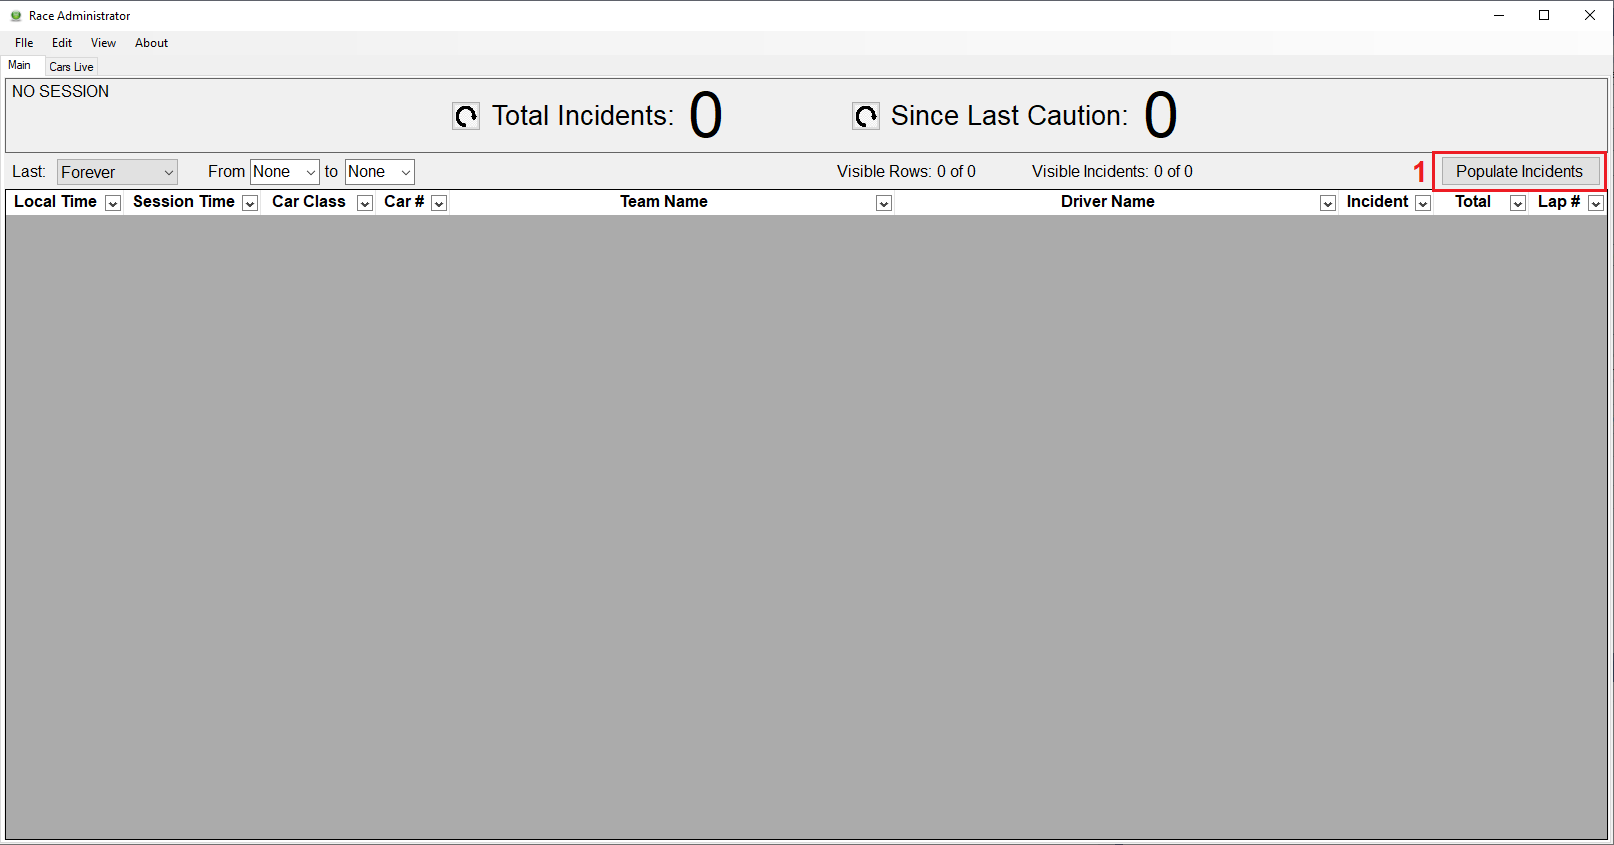 Race Administrator
FIle Edit View About
Main Cars Live
NO SESSION
Total Incidents: 0 Since Last Caution: 0
Last: Forever From None to None Visible Rows: 0 of 0 Visible Incidents: 0 of 0 1 Populate Incidents
Local Time Session Time Car Class Car # Team Name Driver Name Incident Total Lap #